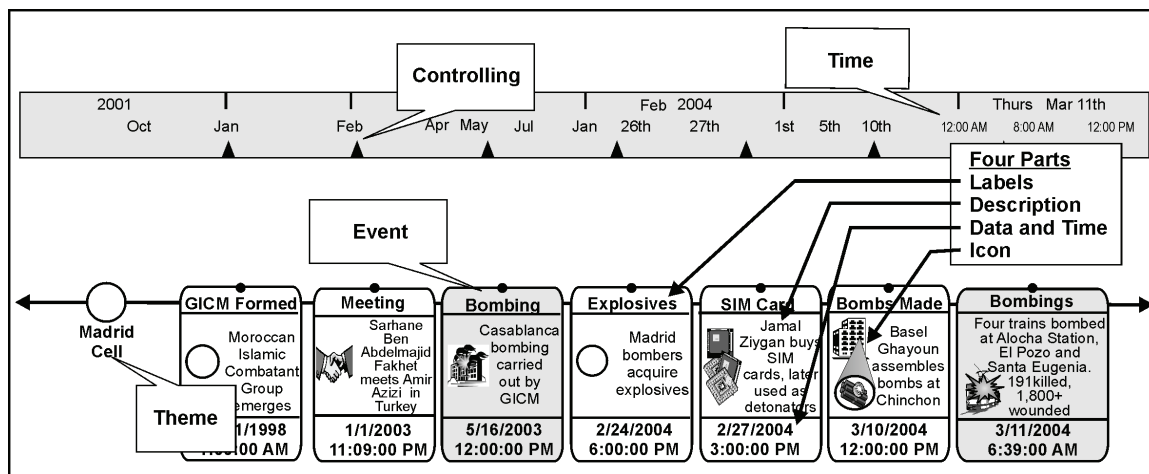 Controlling
Time
2001
Feb 2004
Thurs Mar 11th
Oct Jan Feb Apr May Jul Jan 26th 27th 1st 5th 10th 12:00 AM 8:00 AM 12:00 PM
Four Parts
Labels
Description
Data and Time
Icon
Event
Madrid
Cell
Theme
GICM Formed
Moroccan
Islamic
Combatant
Group
emerges
1/1998
AM
Meeting
Sarhane
Ben
Abdelmajid
Fakhet
meets Amir
Azizi in
Turkey
1/1/2003
11:09:00 PM
Bombing
Casablanca
bombing
carried
out by
GICM
5/16/2003
12:00:00 PM
Explosives
Madrid
bombers
acquire
explosives
2/24/2004
6:00:00 PM
SIM Card
Jamal
Ziygan buys
SIM
cards, later
used as
detonators
2/27/2004
3:00:00 PM
Bombs Made
Basel
Ghayoun
assembles
bombs at
Chinchon
3/10/2004
12:00:00 PM
Bombings
Four trains bombed
at Alocha Station,
El Pozo and
Santa Eugenia.
191killed,
1,800+
wounded
3/11/2004
6:39:00 AM